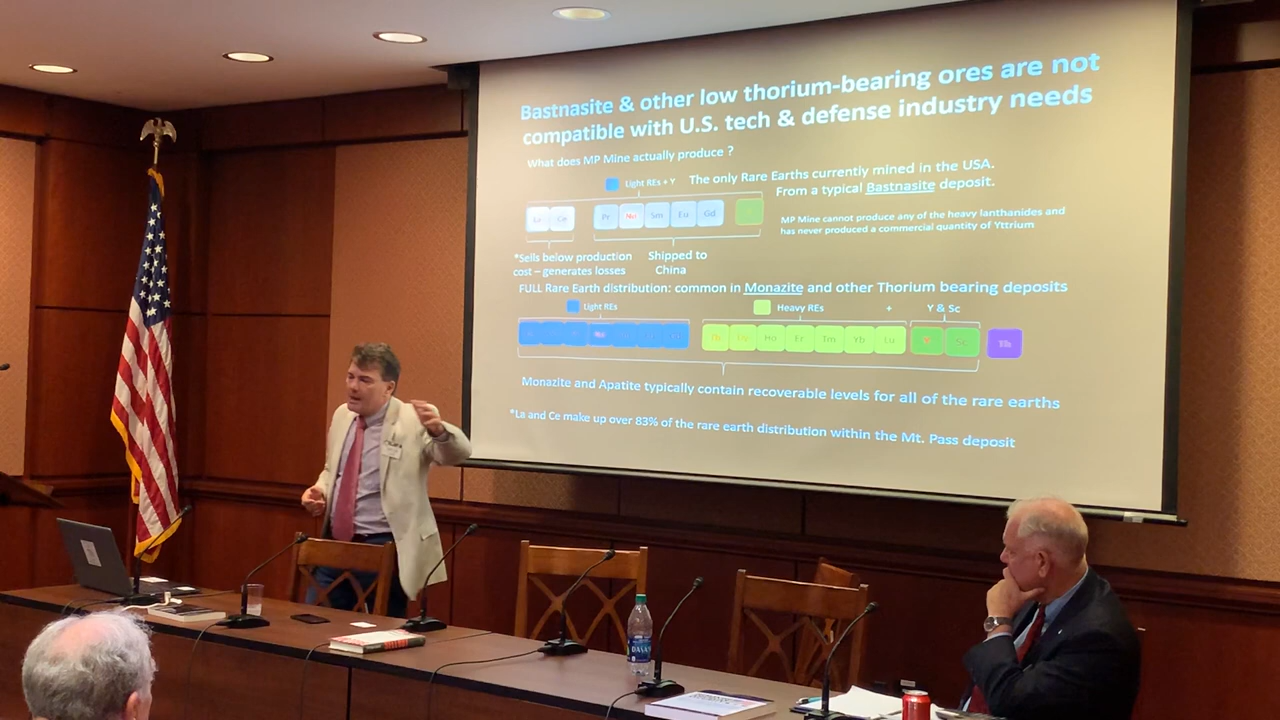 Bastnasite & other low thorium-bearing ores are not
compatible with U.S. tech & defense industry needs
What does MP Mine actually produce ?
Light REs + Y
The only Rare Earths currently mined in the USA.
From a typical Bastnasite deposit.
La Ce Pr Nd Sm Eu Gd
MP Mine cannot produce any of the heavy lanthanides and
has never produced a commercial quantity of Yttrium
*Sells below production
cost – generates losses
Shipped to
China
FULL Rare Earth distribution: common in Monazite and other Thorium bearing deposits
Light REs
Heavy REs + Y & Sc
Dy Ho Er Tm Yb Lu Y Sc Th
Monazite and Apatite typically contain recoverable levels for all of the rare earths
*La and Ce make up over 83% of the rare earth distribution within the Mt. Pass deposit
DASANI